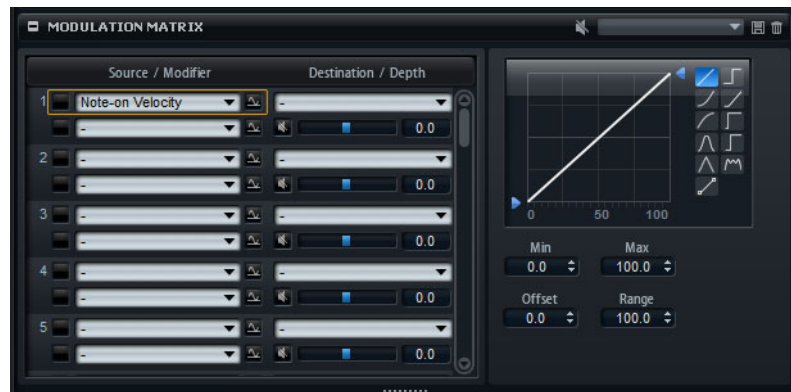 MODULATION MATRIX
Source / Modifier Destination / Depth
1 Note-on Velocity -
- 0.0
2 - -
- 0.0
3 - -
- 0.0
4 - -
- 0.0
5 - -
- 0.0
0 50 100
Min Max
0.0 100.0
Offset Range
0.0 100.0